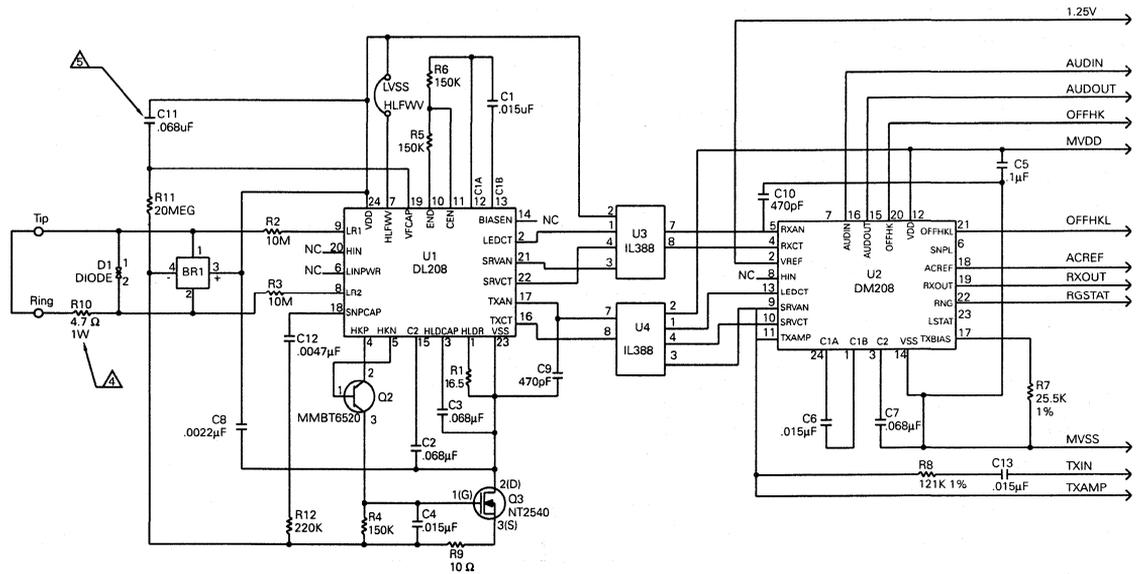 1.25V
AUDIN
AUDOUT
OFFHK
MVDD
5
C11
.068uF
LVSS
HLFWV
R6
150K
R5
150K
C1
.015uF
C1A
C1B
C5
.1µF
C10
470pF
R11
20MEG
24 7 19 10 11 12 13
VDD
HLFWV
VFCAP
END
CEN
BIASEN
14
NC
LEDCT
2
SRVAN
21
SRVCT
22
TXAN
17
TXCT
16
U1
DL208
9
LR1
NC
20
HIN
NC
6
LINPWR
8
LR2
18
SNPCAP
HKP HKN C2 HLDCAP HLDR VSS
4 5 15 3 1 23
Tip
Ring
R2
10M
R3
10M
D1
DIODE
1
2
1
4
-
BR1
3
+
2
R10
4.7 Ω
1W
4
C12
.0047µF
C8
.0022µF
2
1
Q2
MMBT6520
3
R1
16.5
C3
.068µF
C2
.068µF
C9
470pF
2
1
4
3
U3
IL388
7
8
7
8
U4
IL388
2
1
4
3
7 16 15 20 12
AUDIN
AUDOUT
OFFHK
VDD
5
RXAN
4
RXCT
2
VREF
NC
8
HIN
13
LEDCT
9
SRVAN
10
SRVCT
11
TXAMP
U2
DM208
OFFHKL
21
SNPL
6
ACREF
18
RXOUT
19
RNG
22
LSTAT
23
TXBIAS
17
C1A C1B C2 VSS
24 1 3 14
OFFHKL
ACREF
RXOUT
RGSTAT
R7
25.5K
1%
C6
.015µF
C7
.068µF
MVSS
R8
121K 1%
C13
.015µF
TXIN
TXAMP
R12
220K
R4
150K
C4
.015µF
1(G)
2(D)
Q3
NT2540
3(S)
R9
10 Ω